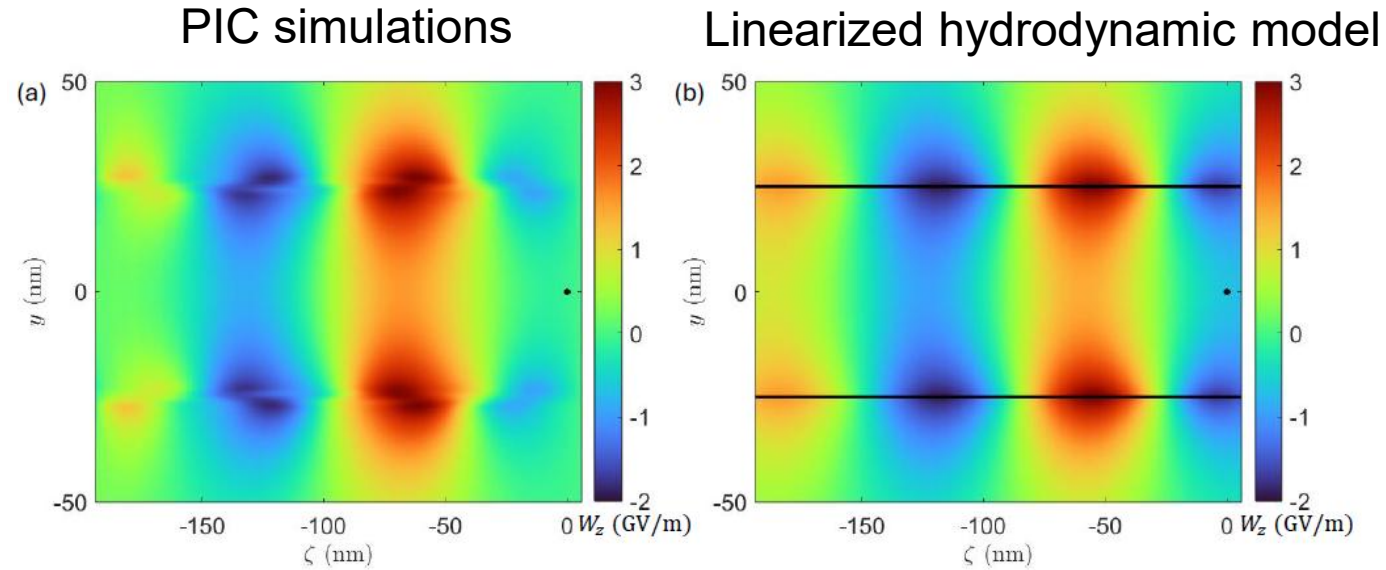 PIC simulations
Linearized hydrodynamic model
(a)
50
0
-50
y (nm)
-150
-100
-50
0
ζ (nm)
3
2
1
0
-1
-2
W_z (GV/m)
(b)
50
0
-50
y (nm)
-150
-100
-50
0
ζ (nm)
3
2
1
0
-1
-2
W_z (GV/m)